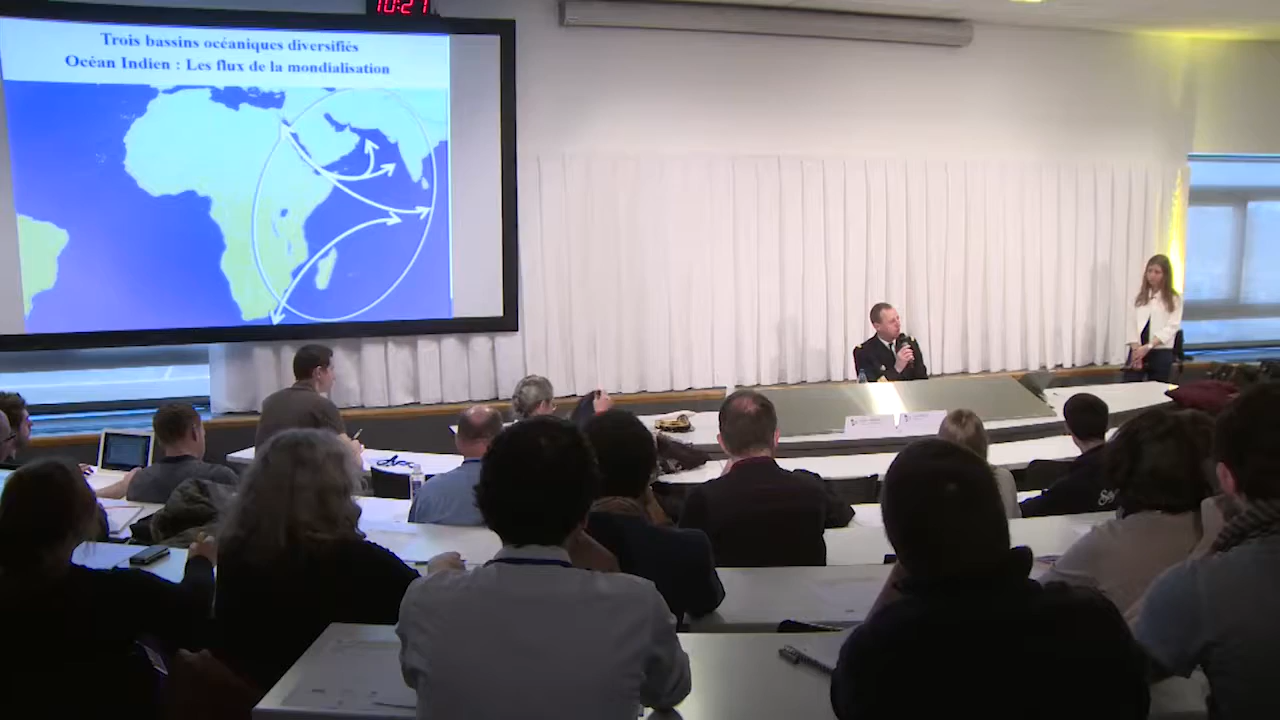 10:27
Trois bassins océaniques diversifiés
Océan Indien : Les flux de la mondialisation